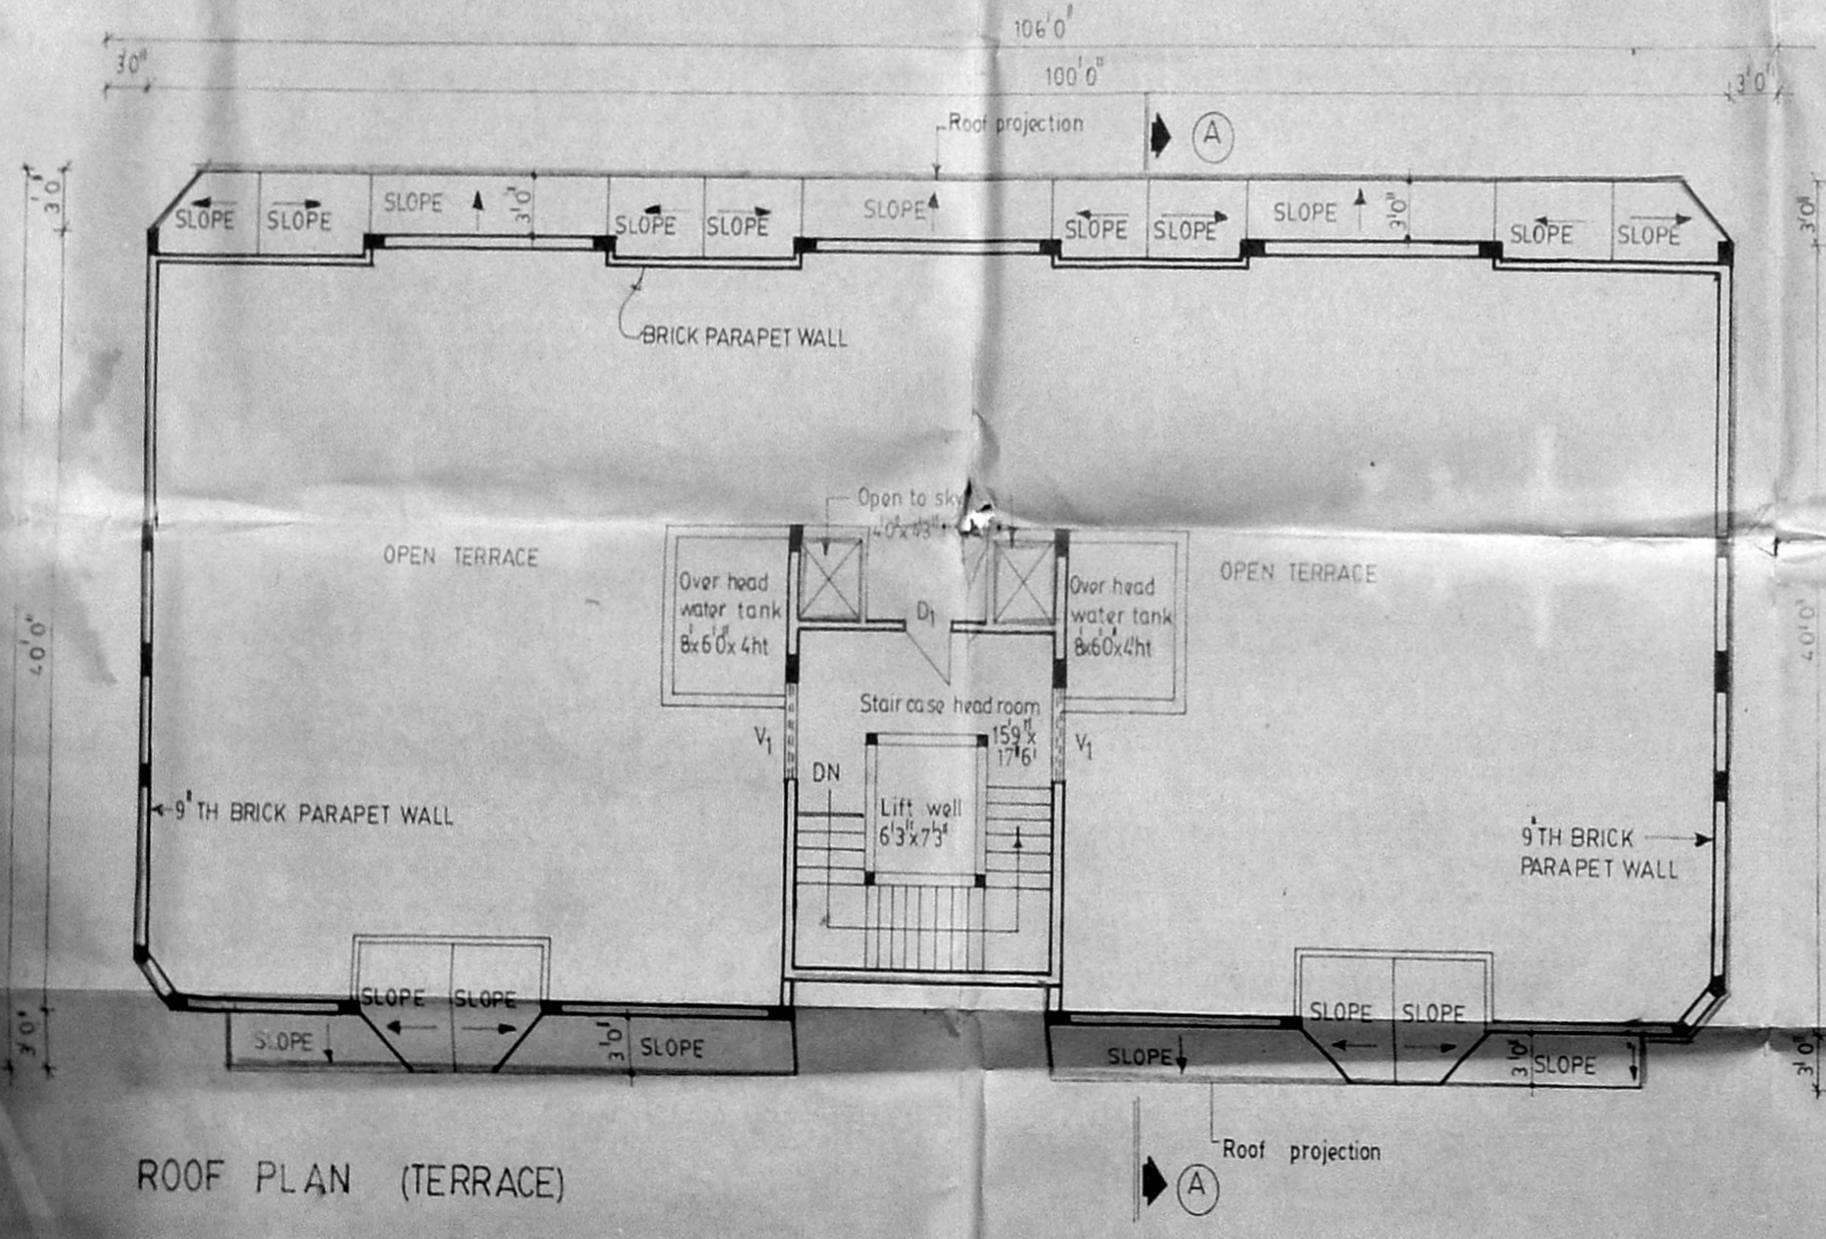 106'0"
3'0"
100'0"
3'0"
Roof projection
A
3'0"
SLOPE
SLOPE
SLOPE
3'0"
SLOPE
SLOPE
SLOPE
SLOPE
SLOPE
SLOPE
3'0"
SLOPE
SLOPE
3'0"
BRICK PARAPET WALL
Open to sky
4'0"x4'3"
OPEN TERRACE
OPEN TERRACE
Over head
water tank
8'x6'0"x4'ht
D1
Over head
water tank
8'x6'0"x4'ht
40'0"
40'0"
Stair case head room
15'9"x
17'6"
V1
V1
DN
Lift well
6'3"x7'3"
9" TH BRICK PARAPET WALL
9" TH BRICK
PARAPET WALL
SLOPE SLOPE
SLOPE SLOPE
3'0"
SLOPE
3'0"
SLOPE
SLOPE
3'0"
SLOPE
3'0"
Roof projection
ROOF PLAN (TERRACE)
A